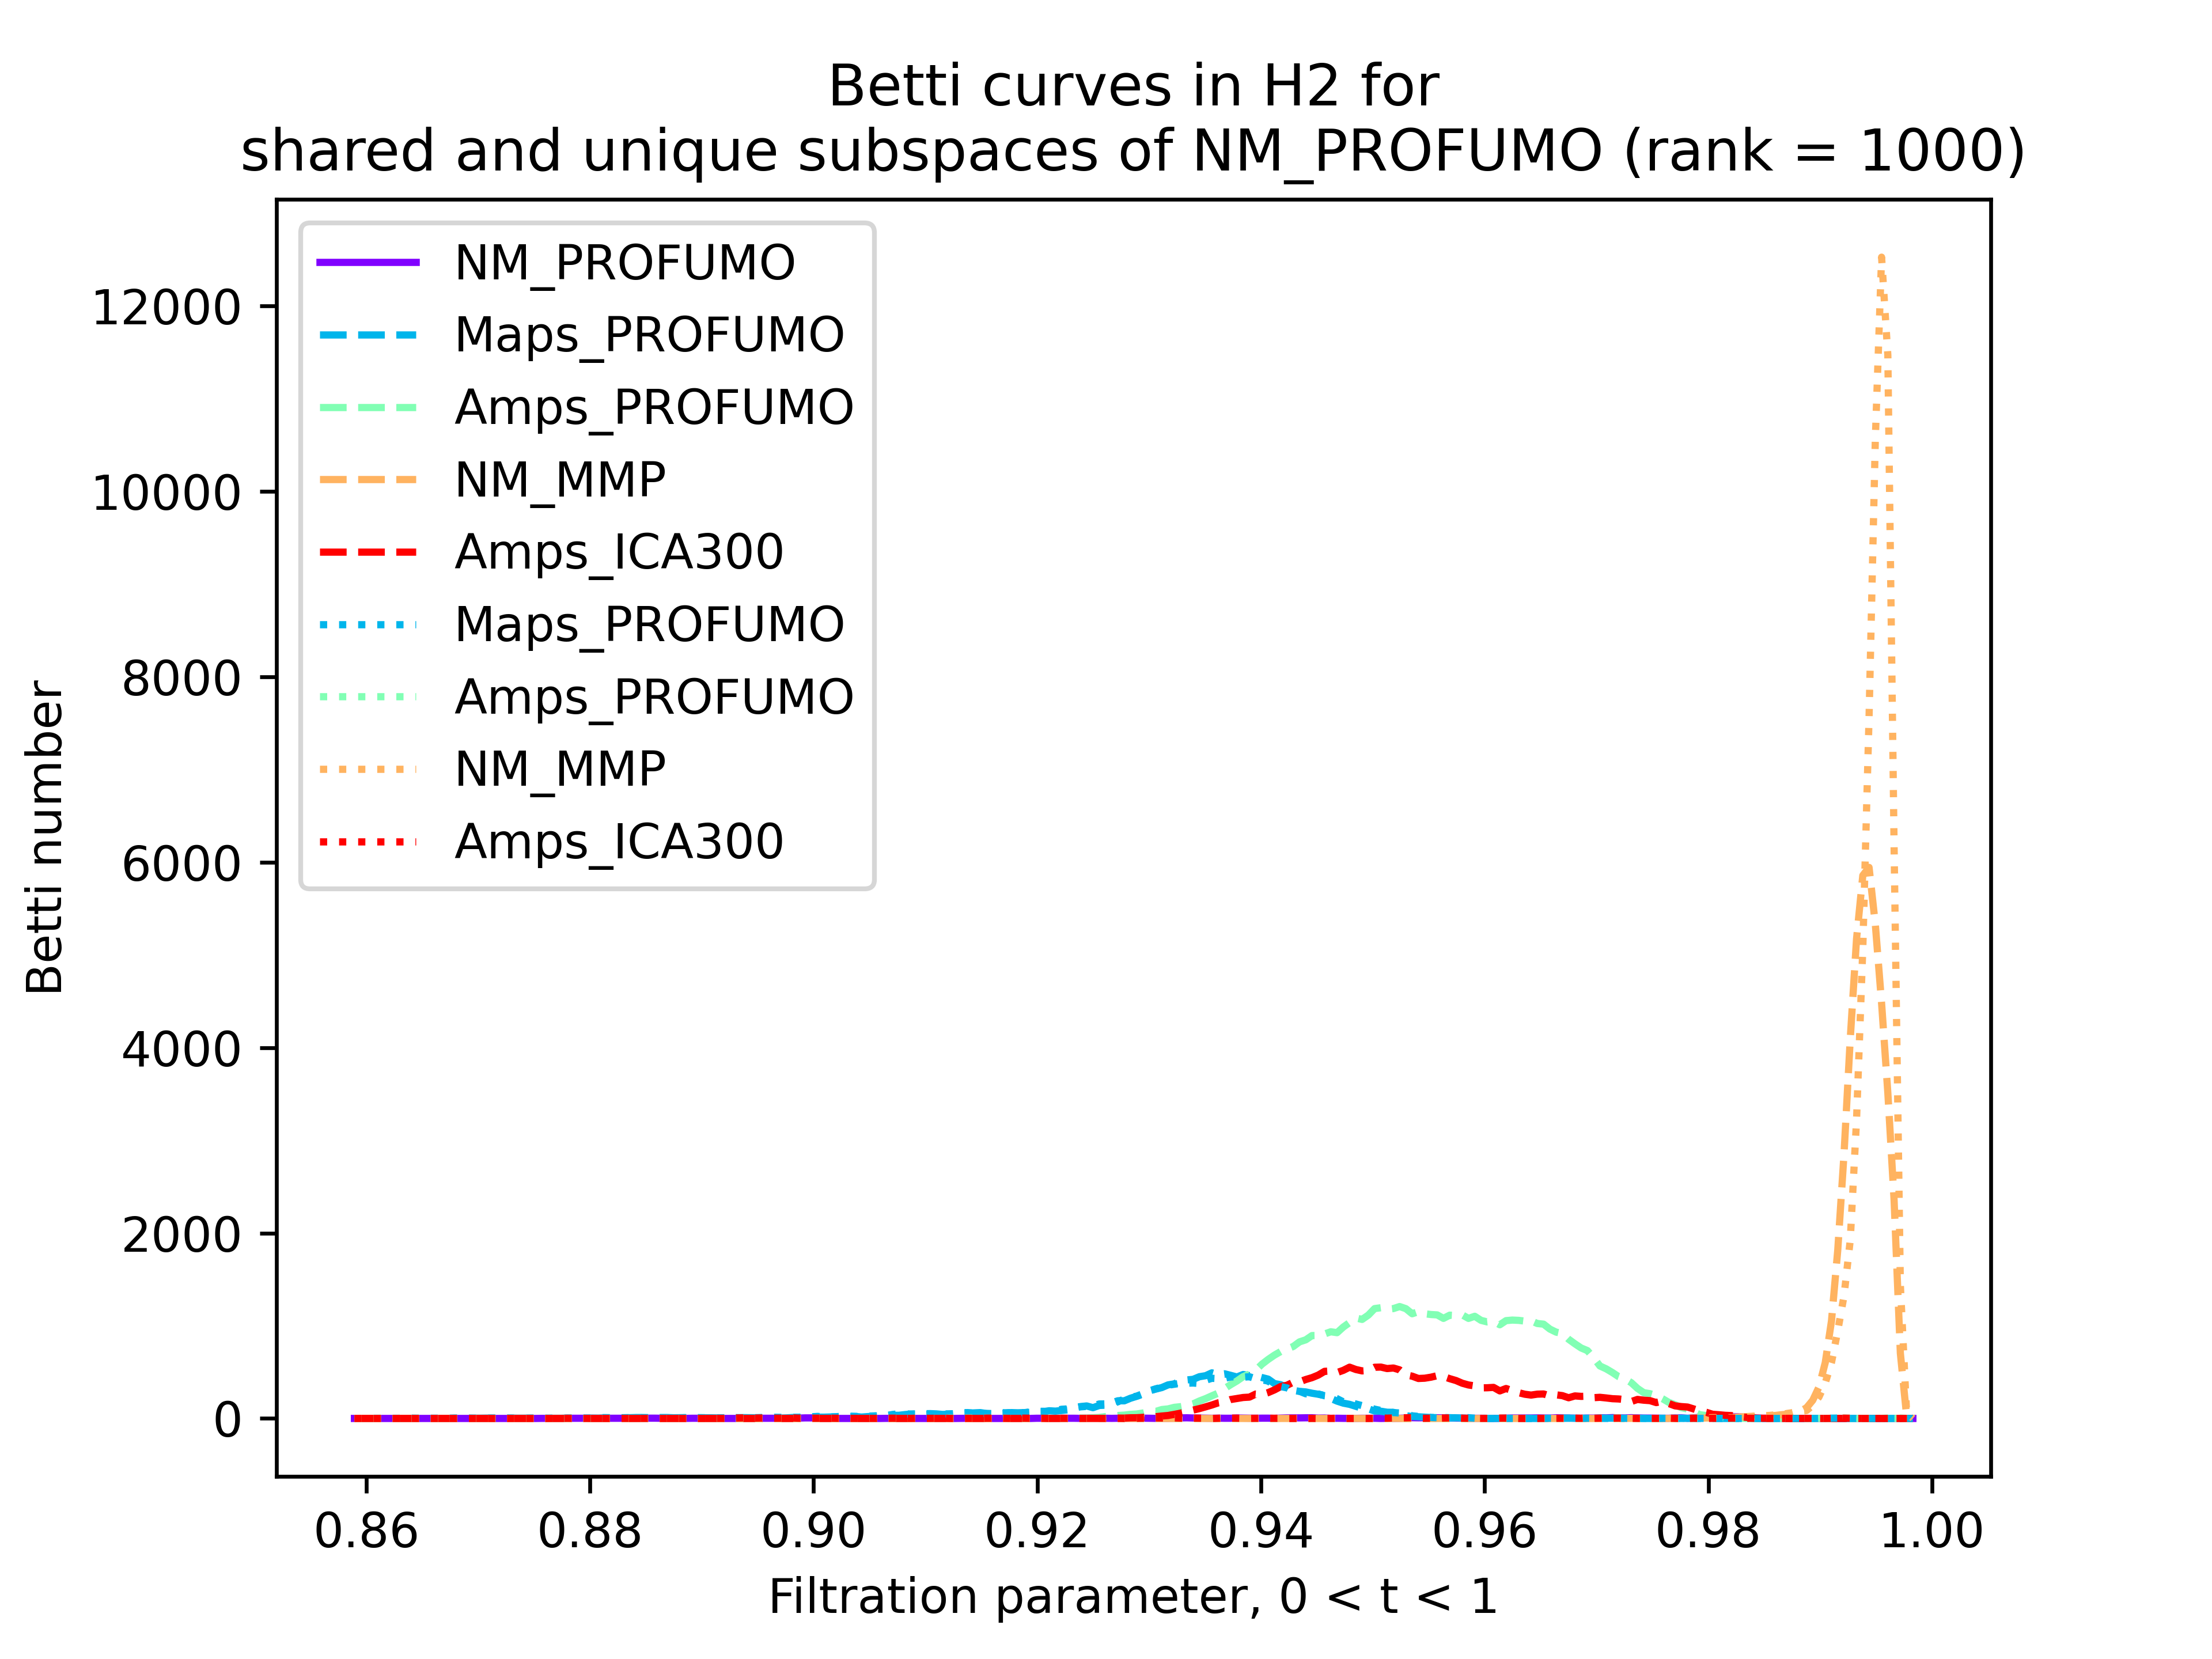 Betti curves in H2 for
shared and unique subspaces of NM_PROFUMO (rank = 1000)
NM_PROFUMO
Maps_PROFUMO
Amps_PROFUMO
NM_MMP
Amps_ICA300
Maps_PROFUMO
Amps_PROFUMO
NM_MMP
Amps_ICA300
12000
10000
8000
6000
4000
2000
0
Betti number
0.86 0.88 0.90 0.92 0.94 0.96 0.98 1.00
Filtration parameter, 0 < t < 1